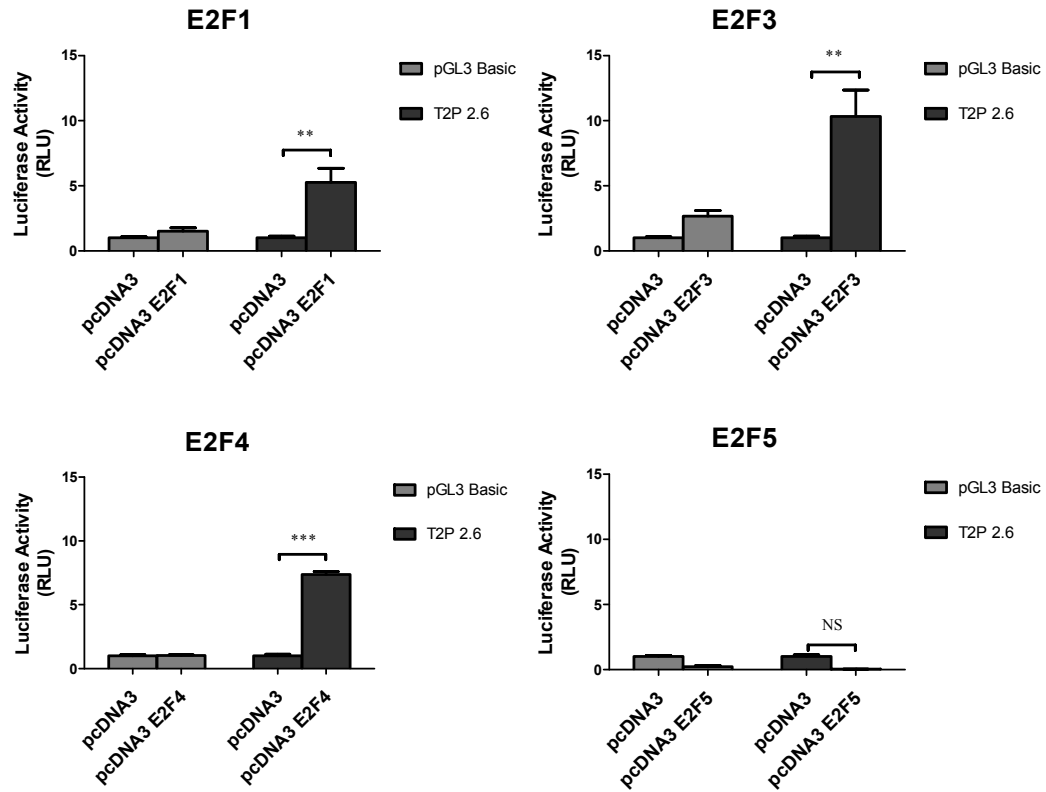 E2F1
15
10
5
0
Luciferase Activity
(RLU)
**
pGL3 Basic
T2P 2.6
pcDNA3
pcDNA3 E2F1
pcDNA3
pcDNA3 E2F1
E2F3
15
10
5
0
Luciferase Activity
(RLU)
**
pGL3 Basic
T2P 2.6
pcDNA3
pcDNA3 E2F3
pcDNA3
pcDNA3 E2F3
E2F4
15
10
5
0
Luciferase Activity
(RLU)
***
pGL3 Basic
T2P 2.6
pcDNA3
pcDNA3 E2F4
pcDNA3
pcDNA3 E2F4
E2F5
15
10
5
0
Luciferase Activity
(RLU)
NS
pGL3 Basic
T2P 2.6
pcDNA3
pcDNA3 E2F5
pcDNA3
pcDNA3 E2F5